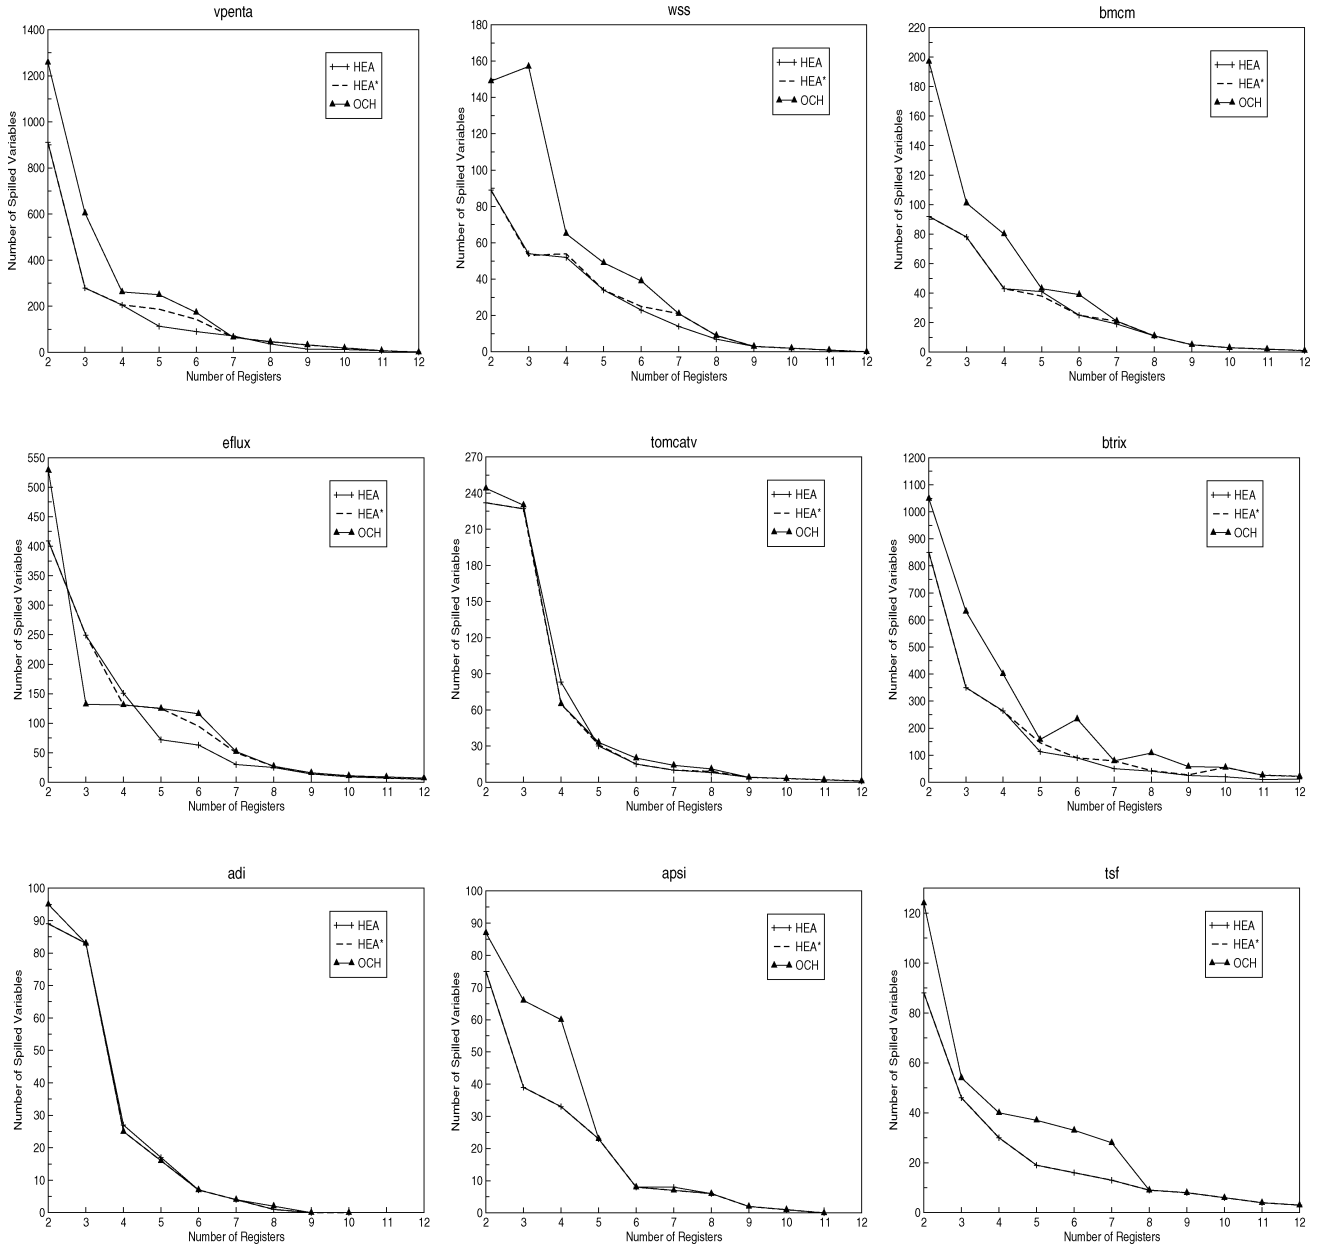 vpenta
1400
1200
1000
800
600
400
200
0
Number of Spilled Variables
HEA
HEA*
OCH
2 3 4 5 6 7 8 9 10 11 12
Number of Registers
wss
180
160
140
120
100
80
60
40
20
0
Number of Spilled Variables
HEA
HEA*
OCH
2 3 4 5 6 7 8 9 10 11 12
Number of Registers
bmcm
220
200
180
160
140
120
100
80
60
40
20
0
Number of Spilled Variables
HEA
HEA*
OCH
2 3 4 5 6 7 8 9 10 11 12
Number of Registers
eflux
550
500
450
400
350
300
250
200
150
100
50
0
Number of Spilled Variables
HEA
HEA*
OCH
2 3 4 5 6 7 8 9 10 11 12
Number of Registers
tomcatv
270
240
210
180
150
120
90
60
30
0
Number of Spilled Variables
HEA
HEA*
OCH
2 3 4 5 6 7 8 9 10 11 12
Number of Registers
btrix
1200
1100
1000
900
800
700
600
500
400
300
200
100
0
Number of Spilled Variables
HEA
HEA*
OCH
2 3 4 5 6 7 8 9 10 11 12
Number of Registers
adi
100
90
80
70
60
50
40
30
20
10
0
Number of Spilled Variables
HEA
HEA*
OCH
2 3 4 5 6 7 8 9 10 11 12
Number of Registers
apsi
100
90
80
70
60
50
40
30
20
10
0
Number of Spilled Variables
HEA
HEA*
OCH
2 3 4 5 6 7 8 9 10 11 12
Number of Registers
tsf
120
100
80
60
40
20
0
Number of Spilled Variables
HEA
HEA*
OCH
2 3 4 5 6 7 8 9 10 11 12
Number of Registers